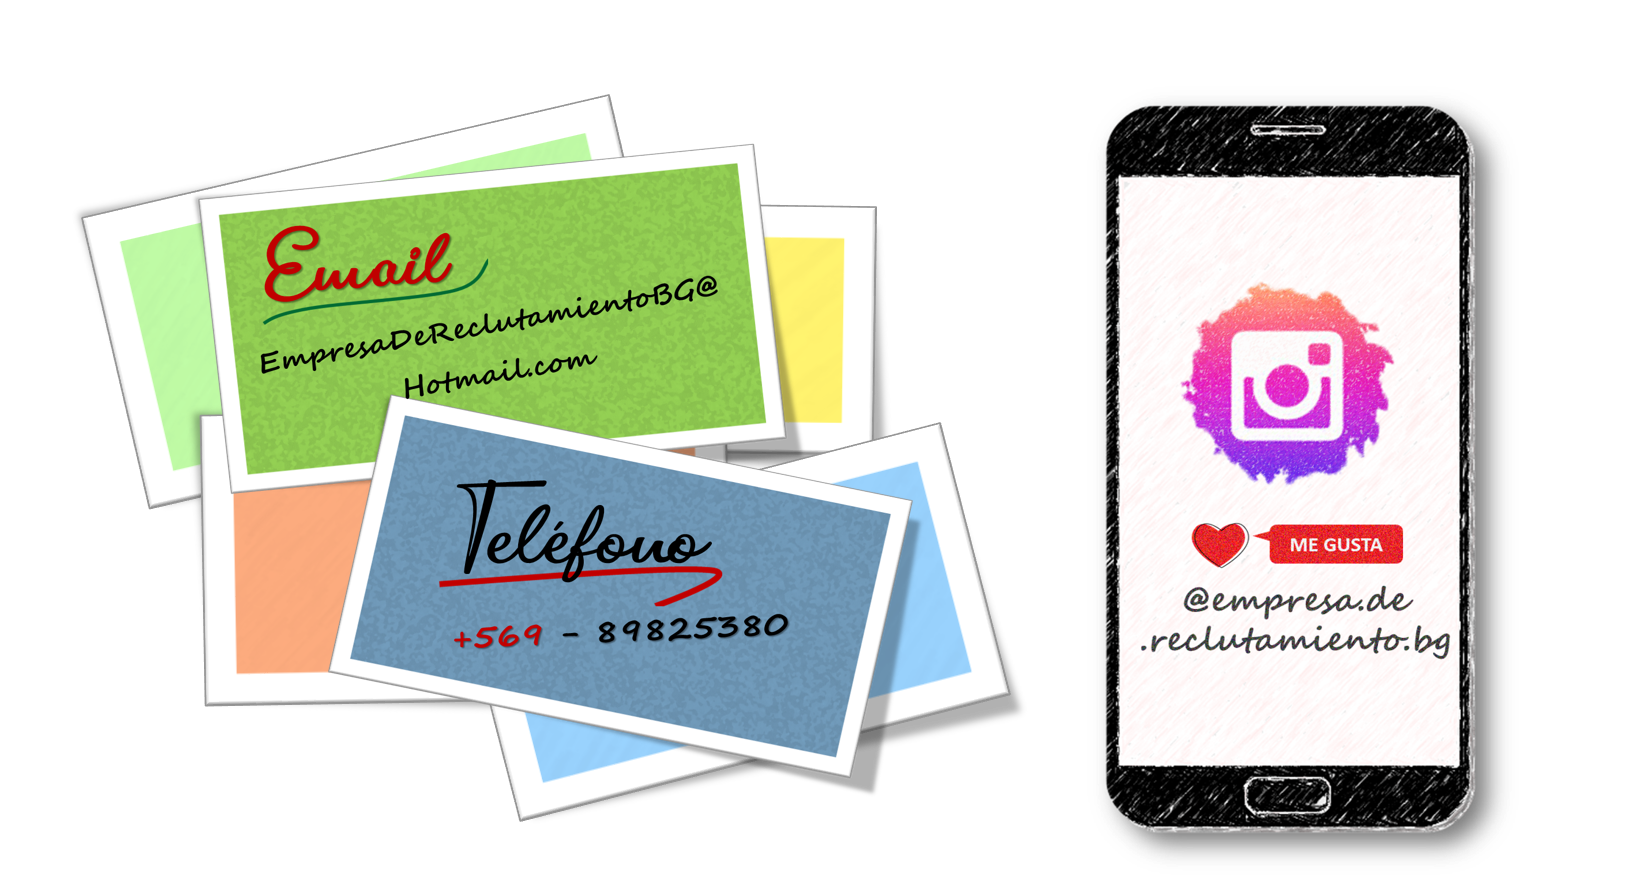 Email
EmpresaDeReclutamientoBG@
Hotmail.com
Teléfono
+569 - 89825380
ME GUSTA
@empresa.de
.reclutamiento.bg